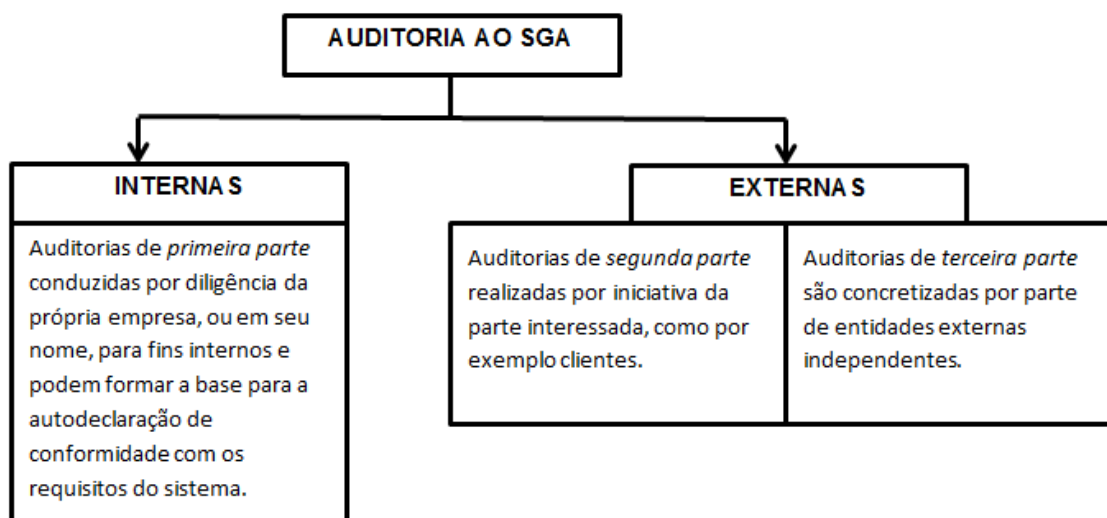 AUDITORIA AO SGA
INTERNAS
Auditorias de primeira parte
conduzidas por diligência da
própria empresa, ou em seu
nome, para fins internos e
podem formar a base para a
autodeclaração de
conformidade com os
requisitos do sistema.
EXTERNAS
Auditorias de segunda parte
realizadas por iniciativa da
parte interessada, como por
exemplo clientes.
Auditorias de terceira parte
são concretizadas por parte
de entidades externas
independentes.